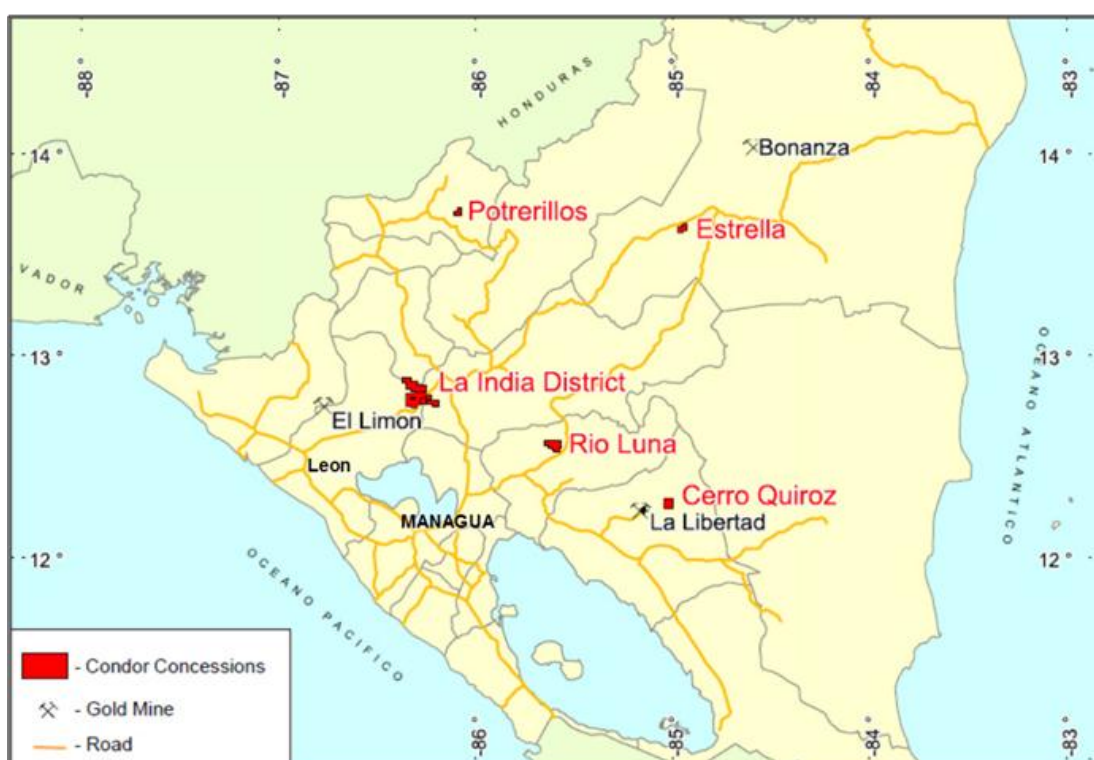 -88
-87
-86
-85
-84
-83
HONDURAS
14°
14°
Bonanza
Potrerillos
Estrella
VADOR
13°
13°
La India District
El Limon
Rio Luna
Leon
Cerro Quiroz
MANAGUA
La Libertad
OCEANO ATLANTICO
12°
12°
OCEANO PACIFICO
- Condor Concessions
- Gold Mine
- Road
-86
-85
-84
-83